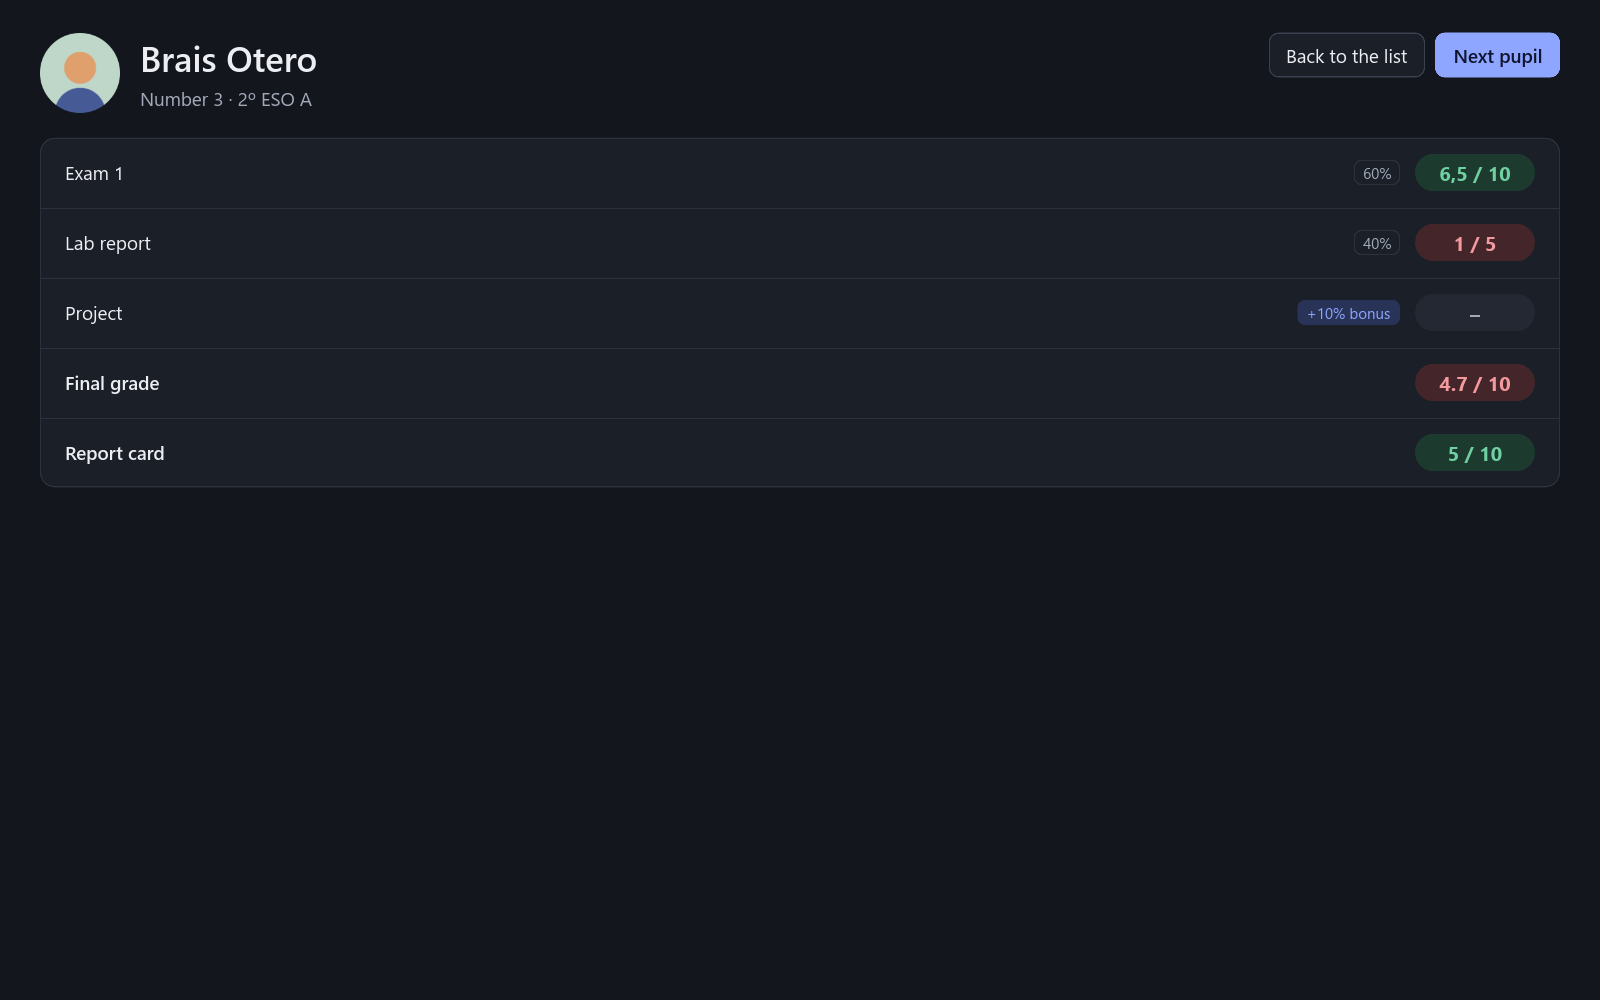 Brais Otero
Number 3 · 2º ESO A
Back to the list
Next pupil
Exam 1
60%
6,5 / 10
Lab report
40%
1 / 5
Project
+10% bonus
–
Final grade
4.7 / 10
Report card
5 / 10